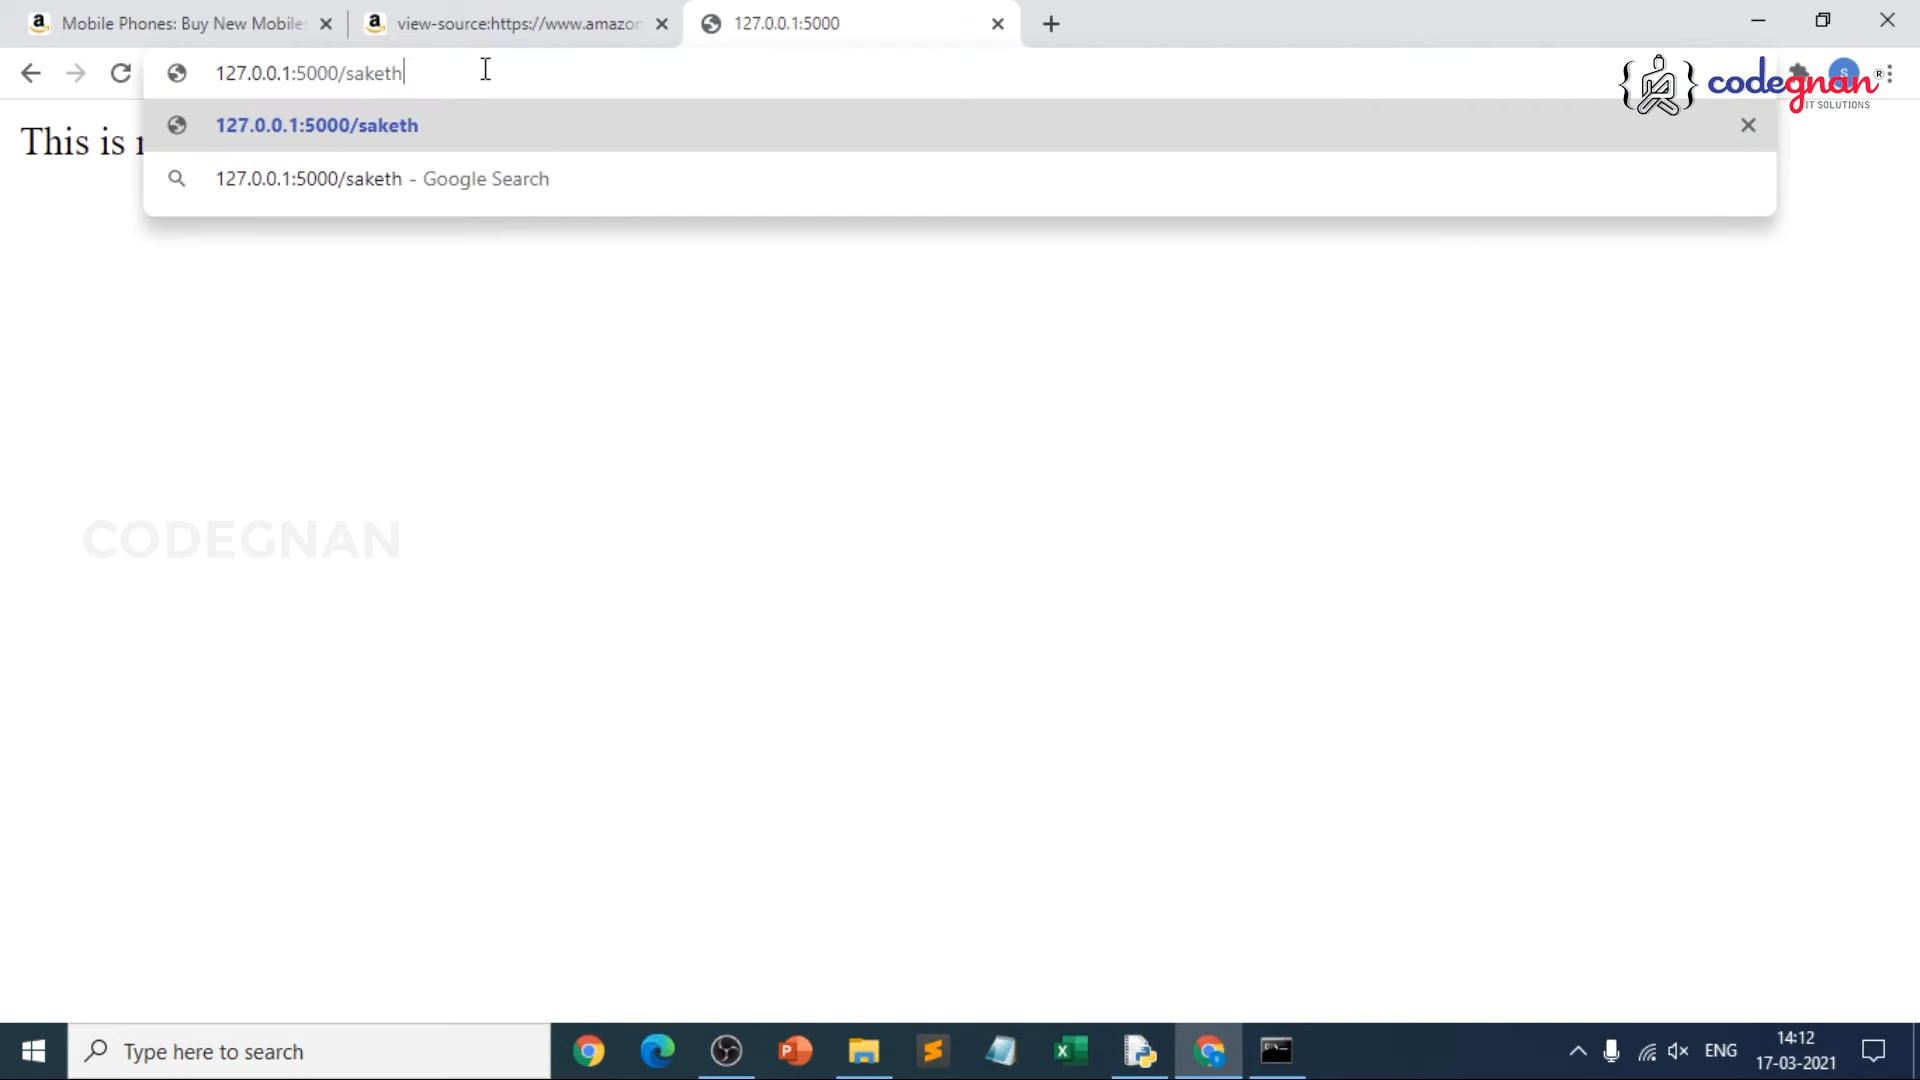 Mobile Phones: Buy New Mobiles
view-source:https://www.amazon
127.0.0.1:5000
127.0.0.1:5000/saketh
S
codegnan®
IT SOLUTIONS
127.0.0.1:5000/saketh
127.0.0.1:5000/saketh - Google Search
This is
CODEGNAN
Type here to search
ENG
14:12
17-03-2021